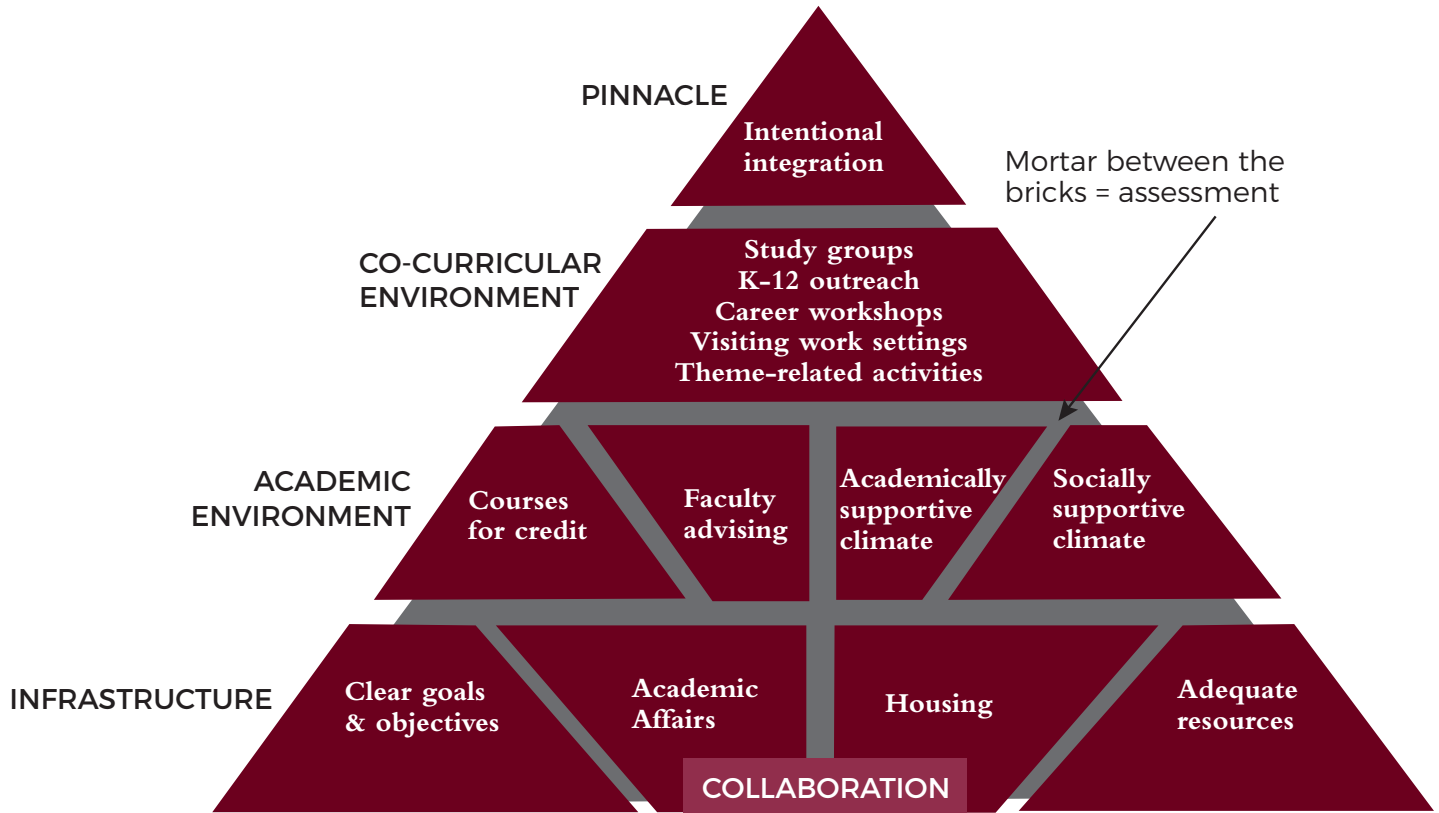 PINNACLE
Intentional
integration
Mortar between the
bricks = assessment
CO-CURRICULAR
ENVIRONMENT
Study groups
K-12 outreach
Career workshops
Visiting work settings
Theme-related activities
ACADEMIC
ENVIRONMENT
Courses
for credit
Faculty
advising
Academically
supportive
climate
Socially
supportive
climate
INFRASTRUCTURE
Clear goals
& objectives
Academic
Affairs
Housing
Adequate
resources
COLLABORATION